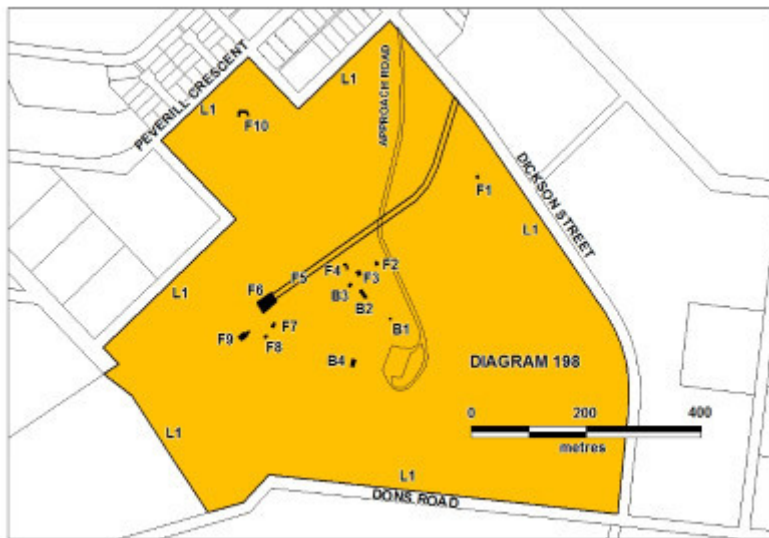 PEVERILL CRESCENT
L1
L1
APPROACH ROAD
F10
DICKSON STREET
F1
L1
F4
F2
F3
F5
L1
F6
B3
B2
F7
B1
F9
F8
B4
DIAGRAM 198
0 200 400
metres
L1
L1
DONS ROAD